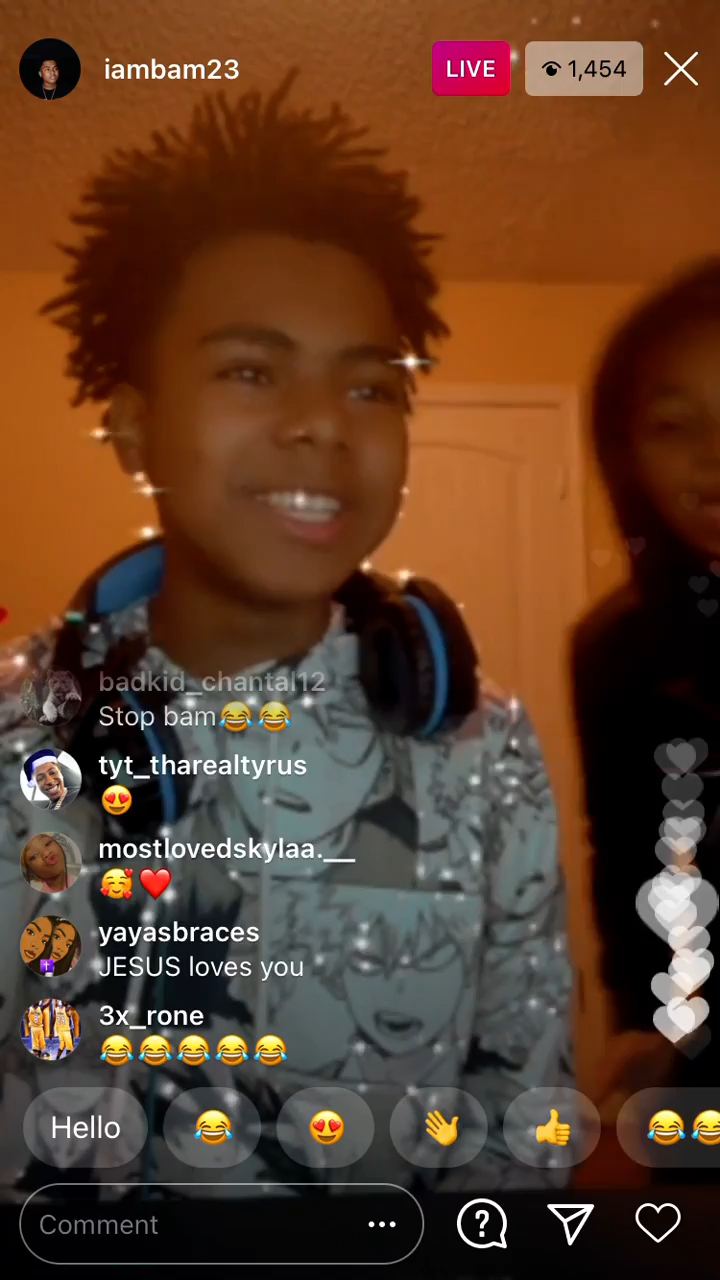 iambam23
LIVE
1,454
badkid_chantal12
Stop bam😂😂
tyt_tharealtyrus
😍
mostlovedskylaa.__
🥰❤️
yayasbraces
JESUS loves you
3x_rone
😂😂😂😂😂
Hello 😂 😍 👋 👍 😂😂
Comment